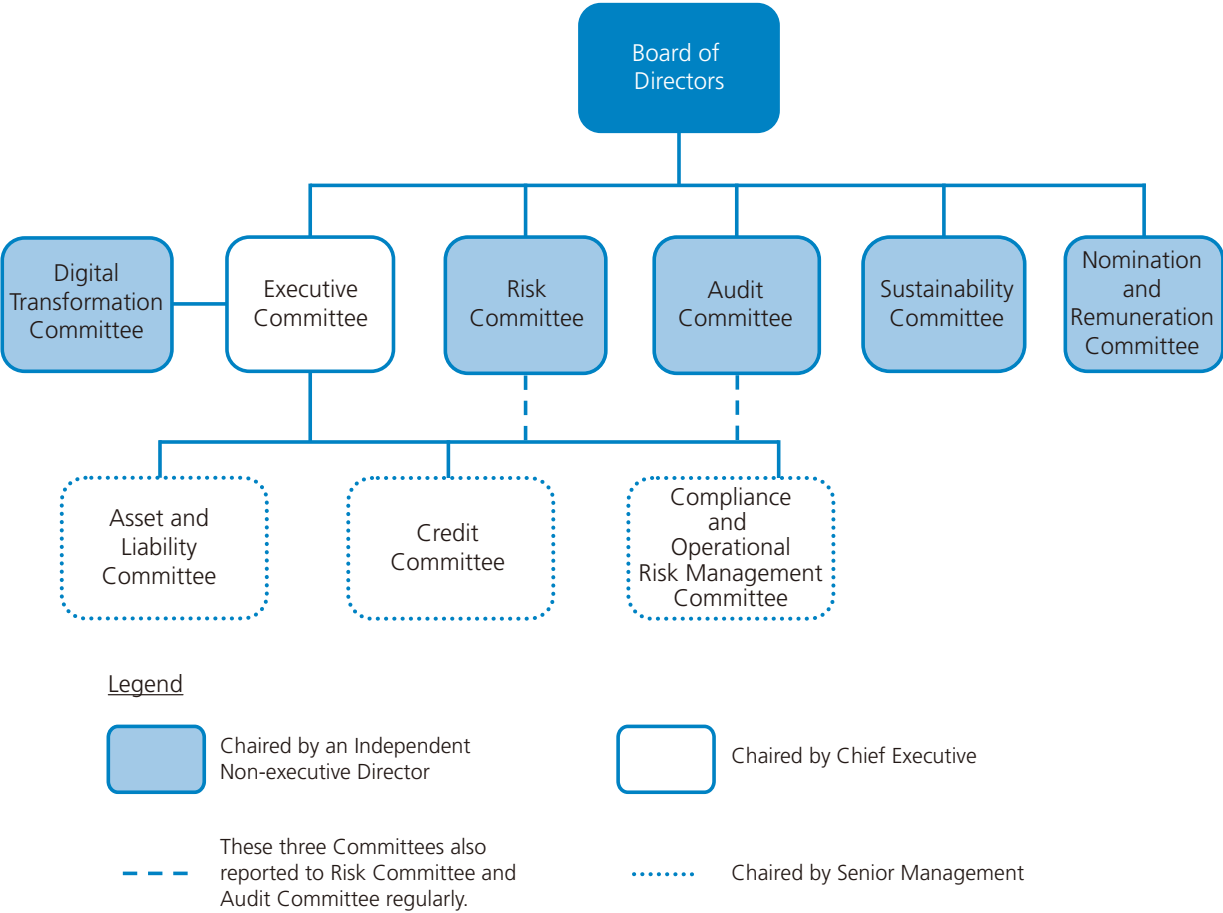 Board of
Directors
Digital
Transformation
Committee
Executive
Committee
Risk
Committee
Audit
Committee
Sustainability
Committee
Nomination
and
Remuneration
Committee
Asset and
Liability
Committee
Credit
Committee
Compliance
and
Operational
Risk Management
Committee
Legend
Chaired by an Independent
Non-executive Director
Chaired by Chief Executive
These three Committees also
reported to Risk Committee and
Audit Committee regularly.
Chaired by Senior Management